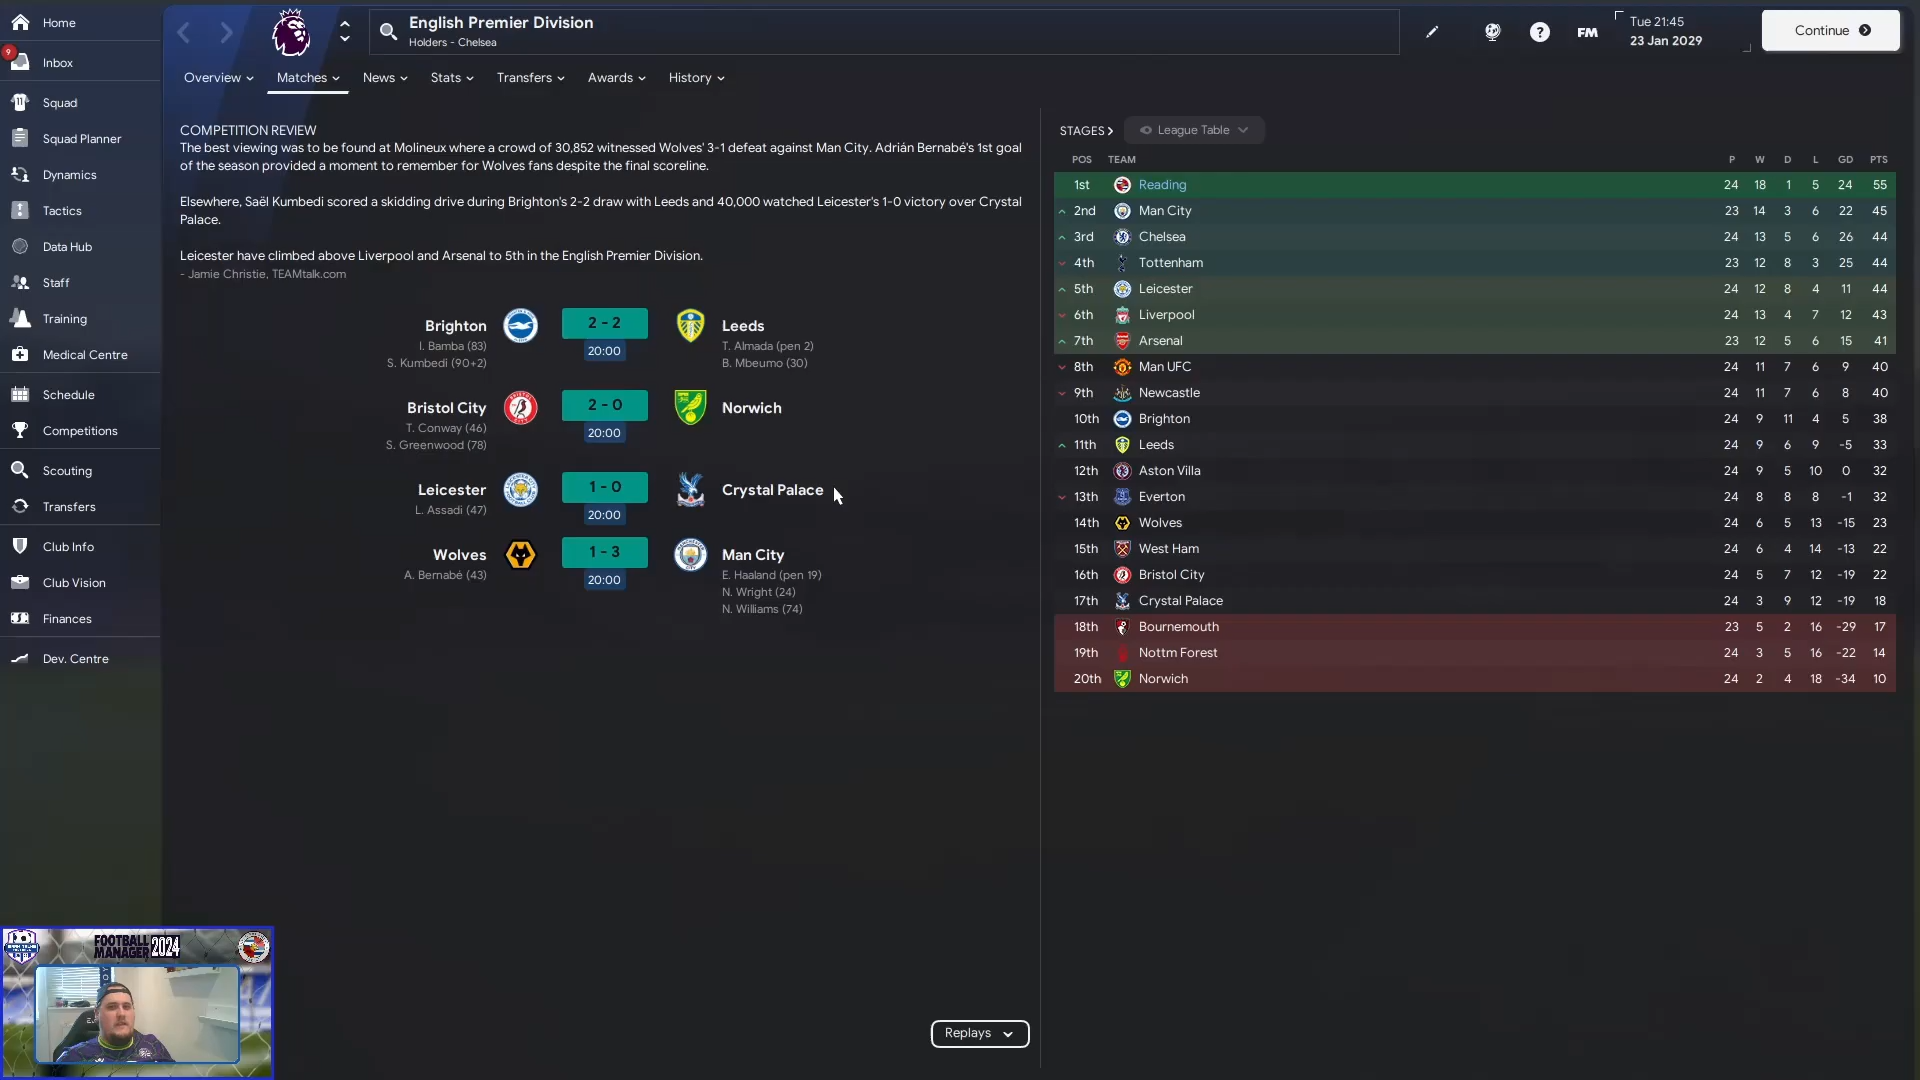 Home
English Premier Division
Holders - Chelsea
FM
Tue 21:45
23 Jan 2029
Continue
9
Inbox
Squad
Squad Planner
Dynamics
Tactics
Data Hub
Staff
Training
Medical Centre
Schedule
Competitions
Scouting
Transfers
Club Info
Club Vision
Finances
Dev. Centre
Overview
Matches
News
Stats
Transfers
Awards
History
COMPETITION REVIEW
The best viewing was to be found at Molineux where a crowd of 30,852 witnessed Wolves' 3-1 defeat against Man City. Adrián Bernabé's 1st goal
of the season provided a moment to remember for Wolves fans despite the final scoreline.
Elsewhere, Saël Kumbedi scored a skidding drive during Brighton's 2-2 draw with Leeds and 40,000 watched Leicester's 1-0 victory over Crystal
Palace.
Leicester have climbed above Liverpool and Arsenal to 5th in the English Premier Division.
- Jamie Christie, TEAMtalk.com
Brighton 2 - 2 Leeds
I. Bamba (83) 20:00 T. Almada (pen 2)
S. Kumbedi (90+2) B. Mbeumo (30)
Bristol City 2 - 0 Norwich
T. Conway (46) 20:00
S. Greenwood (78)
Leicester 1 - 0 Crystal Palace
L. Assadi (47) 20:00
Wolves 1 - 3 Man City
A. Bernabé (43) 20:00 E. Haaland (pen 19)
N. Wright (24)
N. Williams (74)
Replays
STAGES League Table
POS TEAM P W D L GD PTS
1st Reading 24 18 1 5 24 55
2nd Man City 23 14 3 6 22 45
3rd Chelsea 24 13 5 6 26 44
4th Tottenham 23 12 8 3 25 44
5th Leicester 24 12 8 4 11 44
6th Liverpool 24 13 4 7 12 43
7th Arsenal 23 12 5 6 15 41
8th Man UFC 24 11 7 6 9 40
9th Newcastle 24 11 7 6 8 40
10th Brighton 24 9 11 4 5 38
11th Leeds 24 9 6 9 -5 33
12th Aston Villa 24 9 5 10 0 32
13th Everton 24 8 8 8 -1 32
14th Wolves 24 6 5 13 -15 23
15th West Ham 24 6 4 14 -13 22
16th Bristol City 24 5 7 12 -19 22
17th Crystal Palace 24 3 9 12 -19 18
18th Bournemouth 23 5 2 16 -29 17
19th Nottm Forest 24 3 5 16 -22 14
20th Norwich 24 2 4 18 -34 10
FOOTBALL
MANAGER 2024